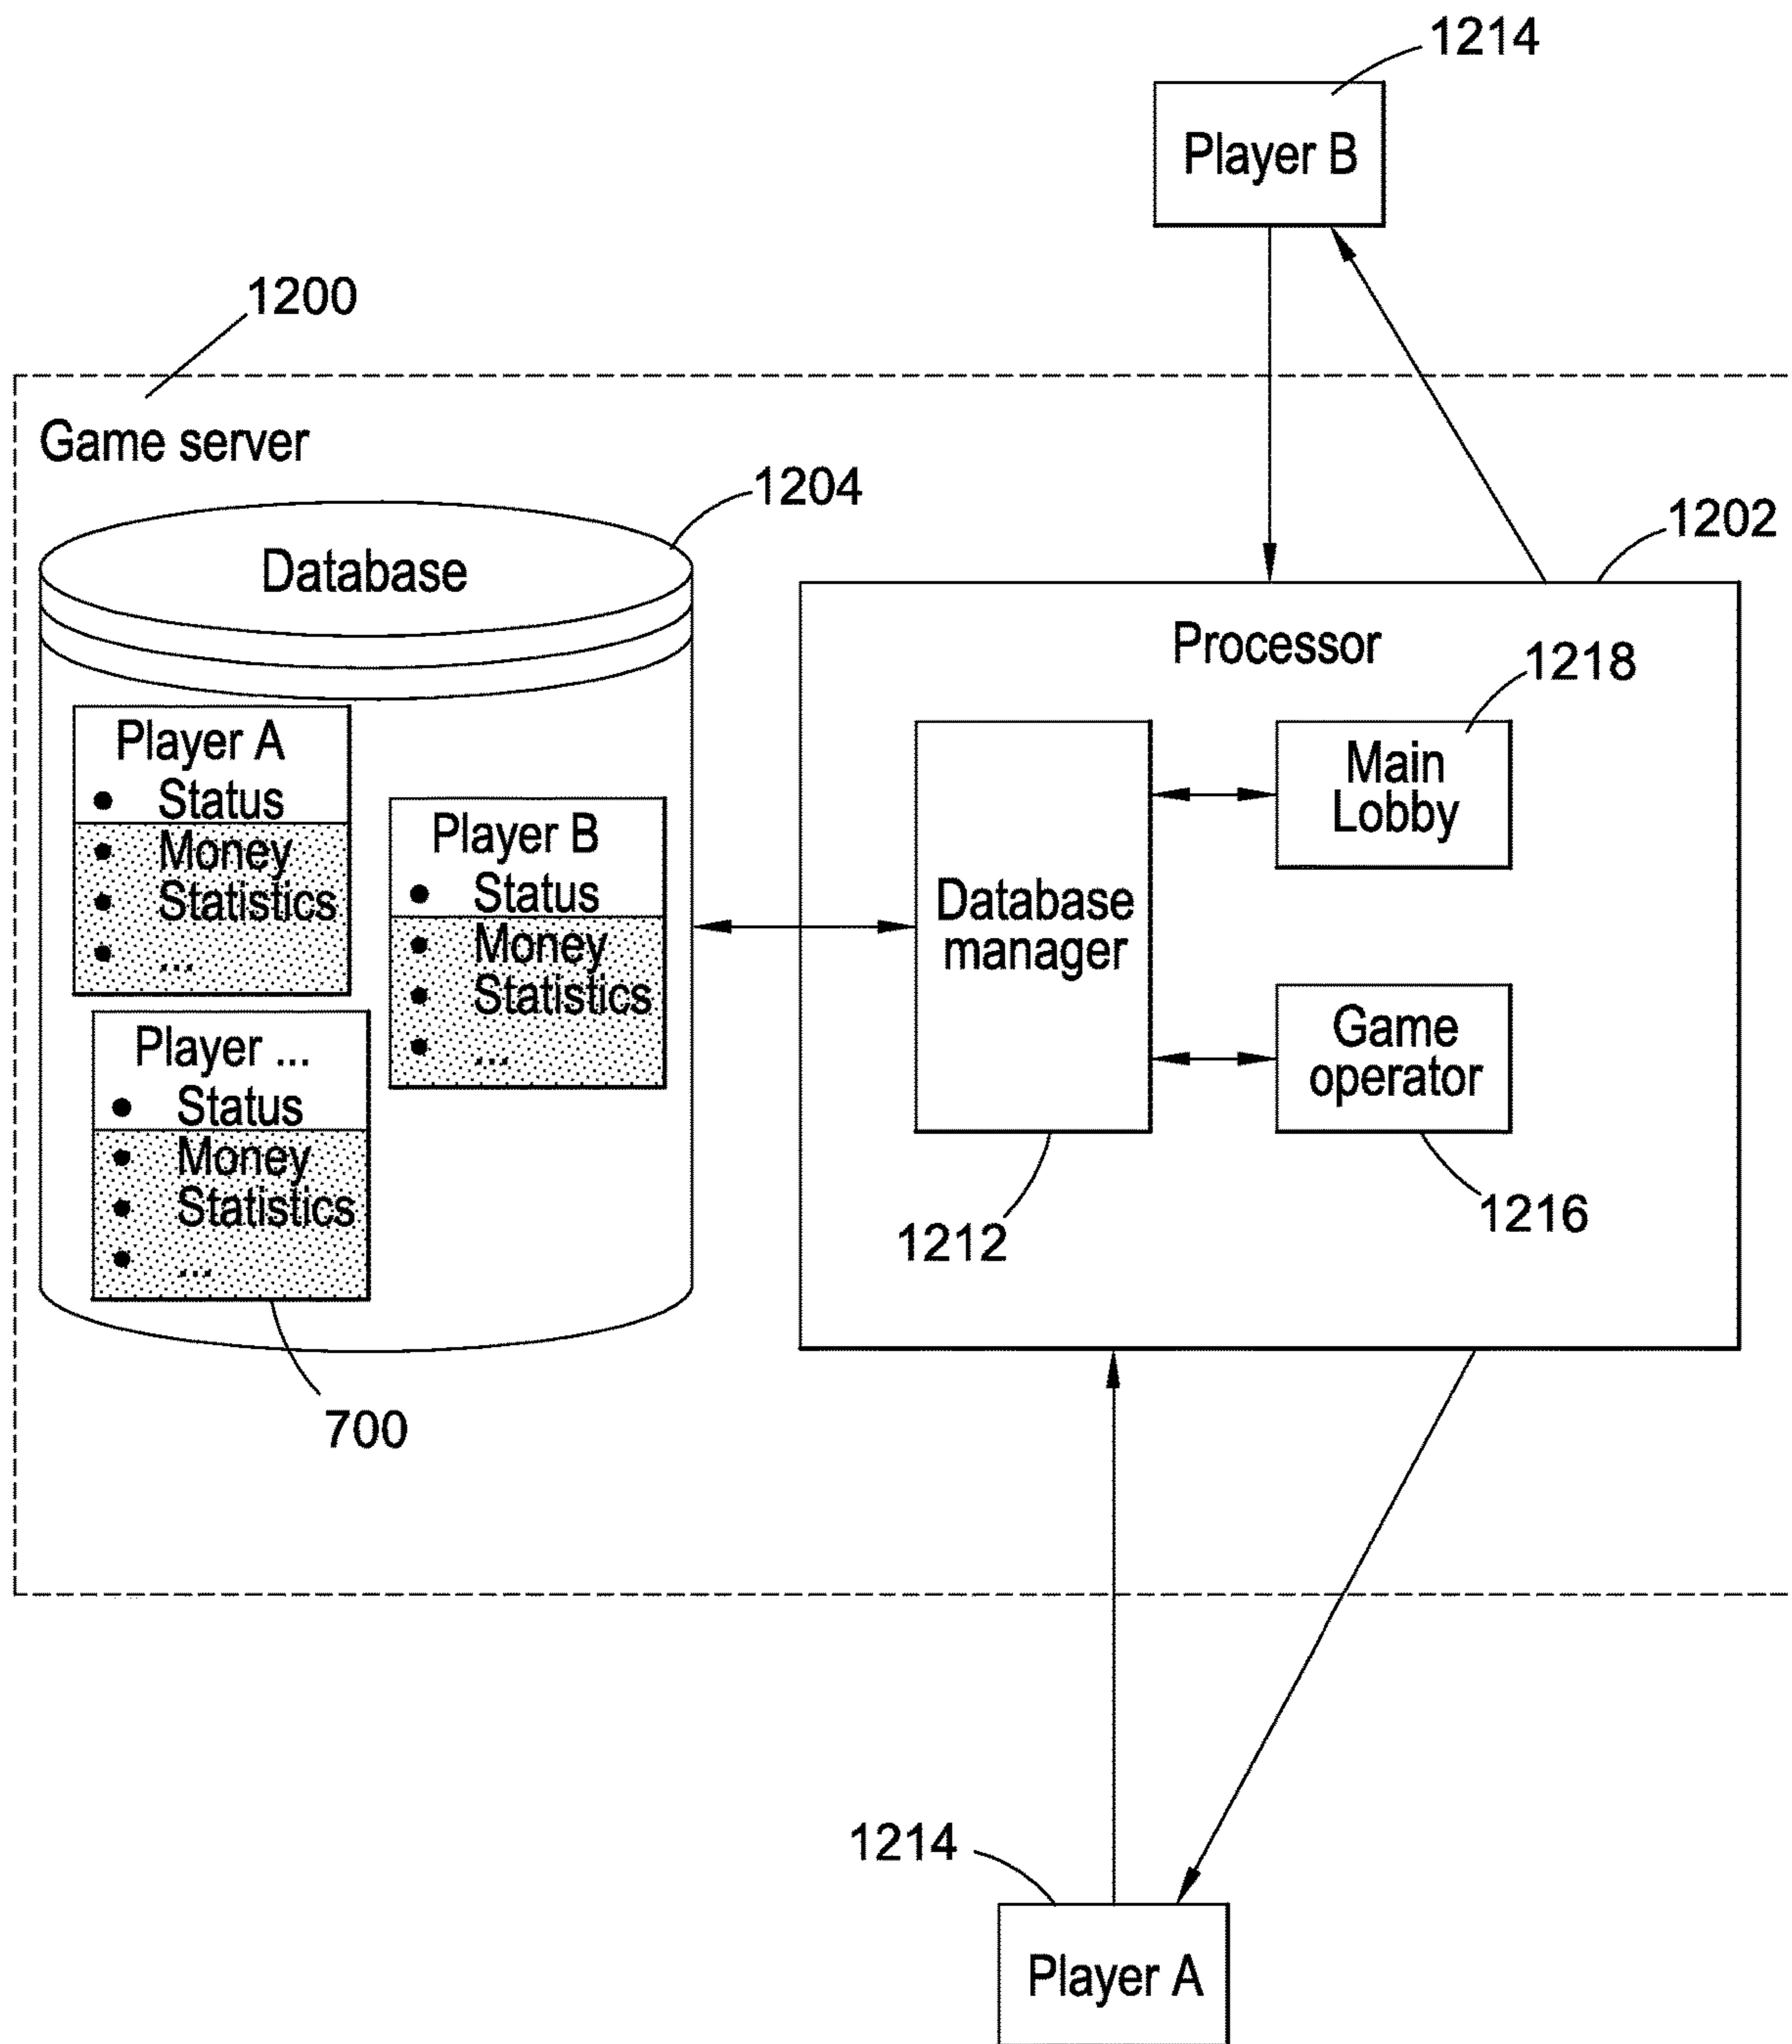 1214
Player B
1200
Game server
1204
Database
1202
Processor
1218
Main
Lobby
Database
manager
Game
operator
1212
1216
Player A
• Status
• Money
• Statistics
• ...
Player B
• Status
• Money
• Statistics
• ...
Player ...
• Status
• Money
• Statistics
• ...
700
1214
Player A